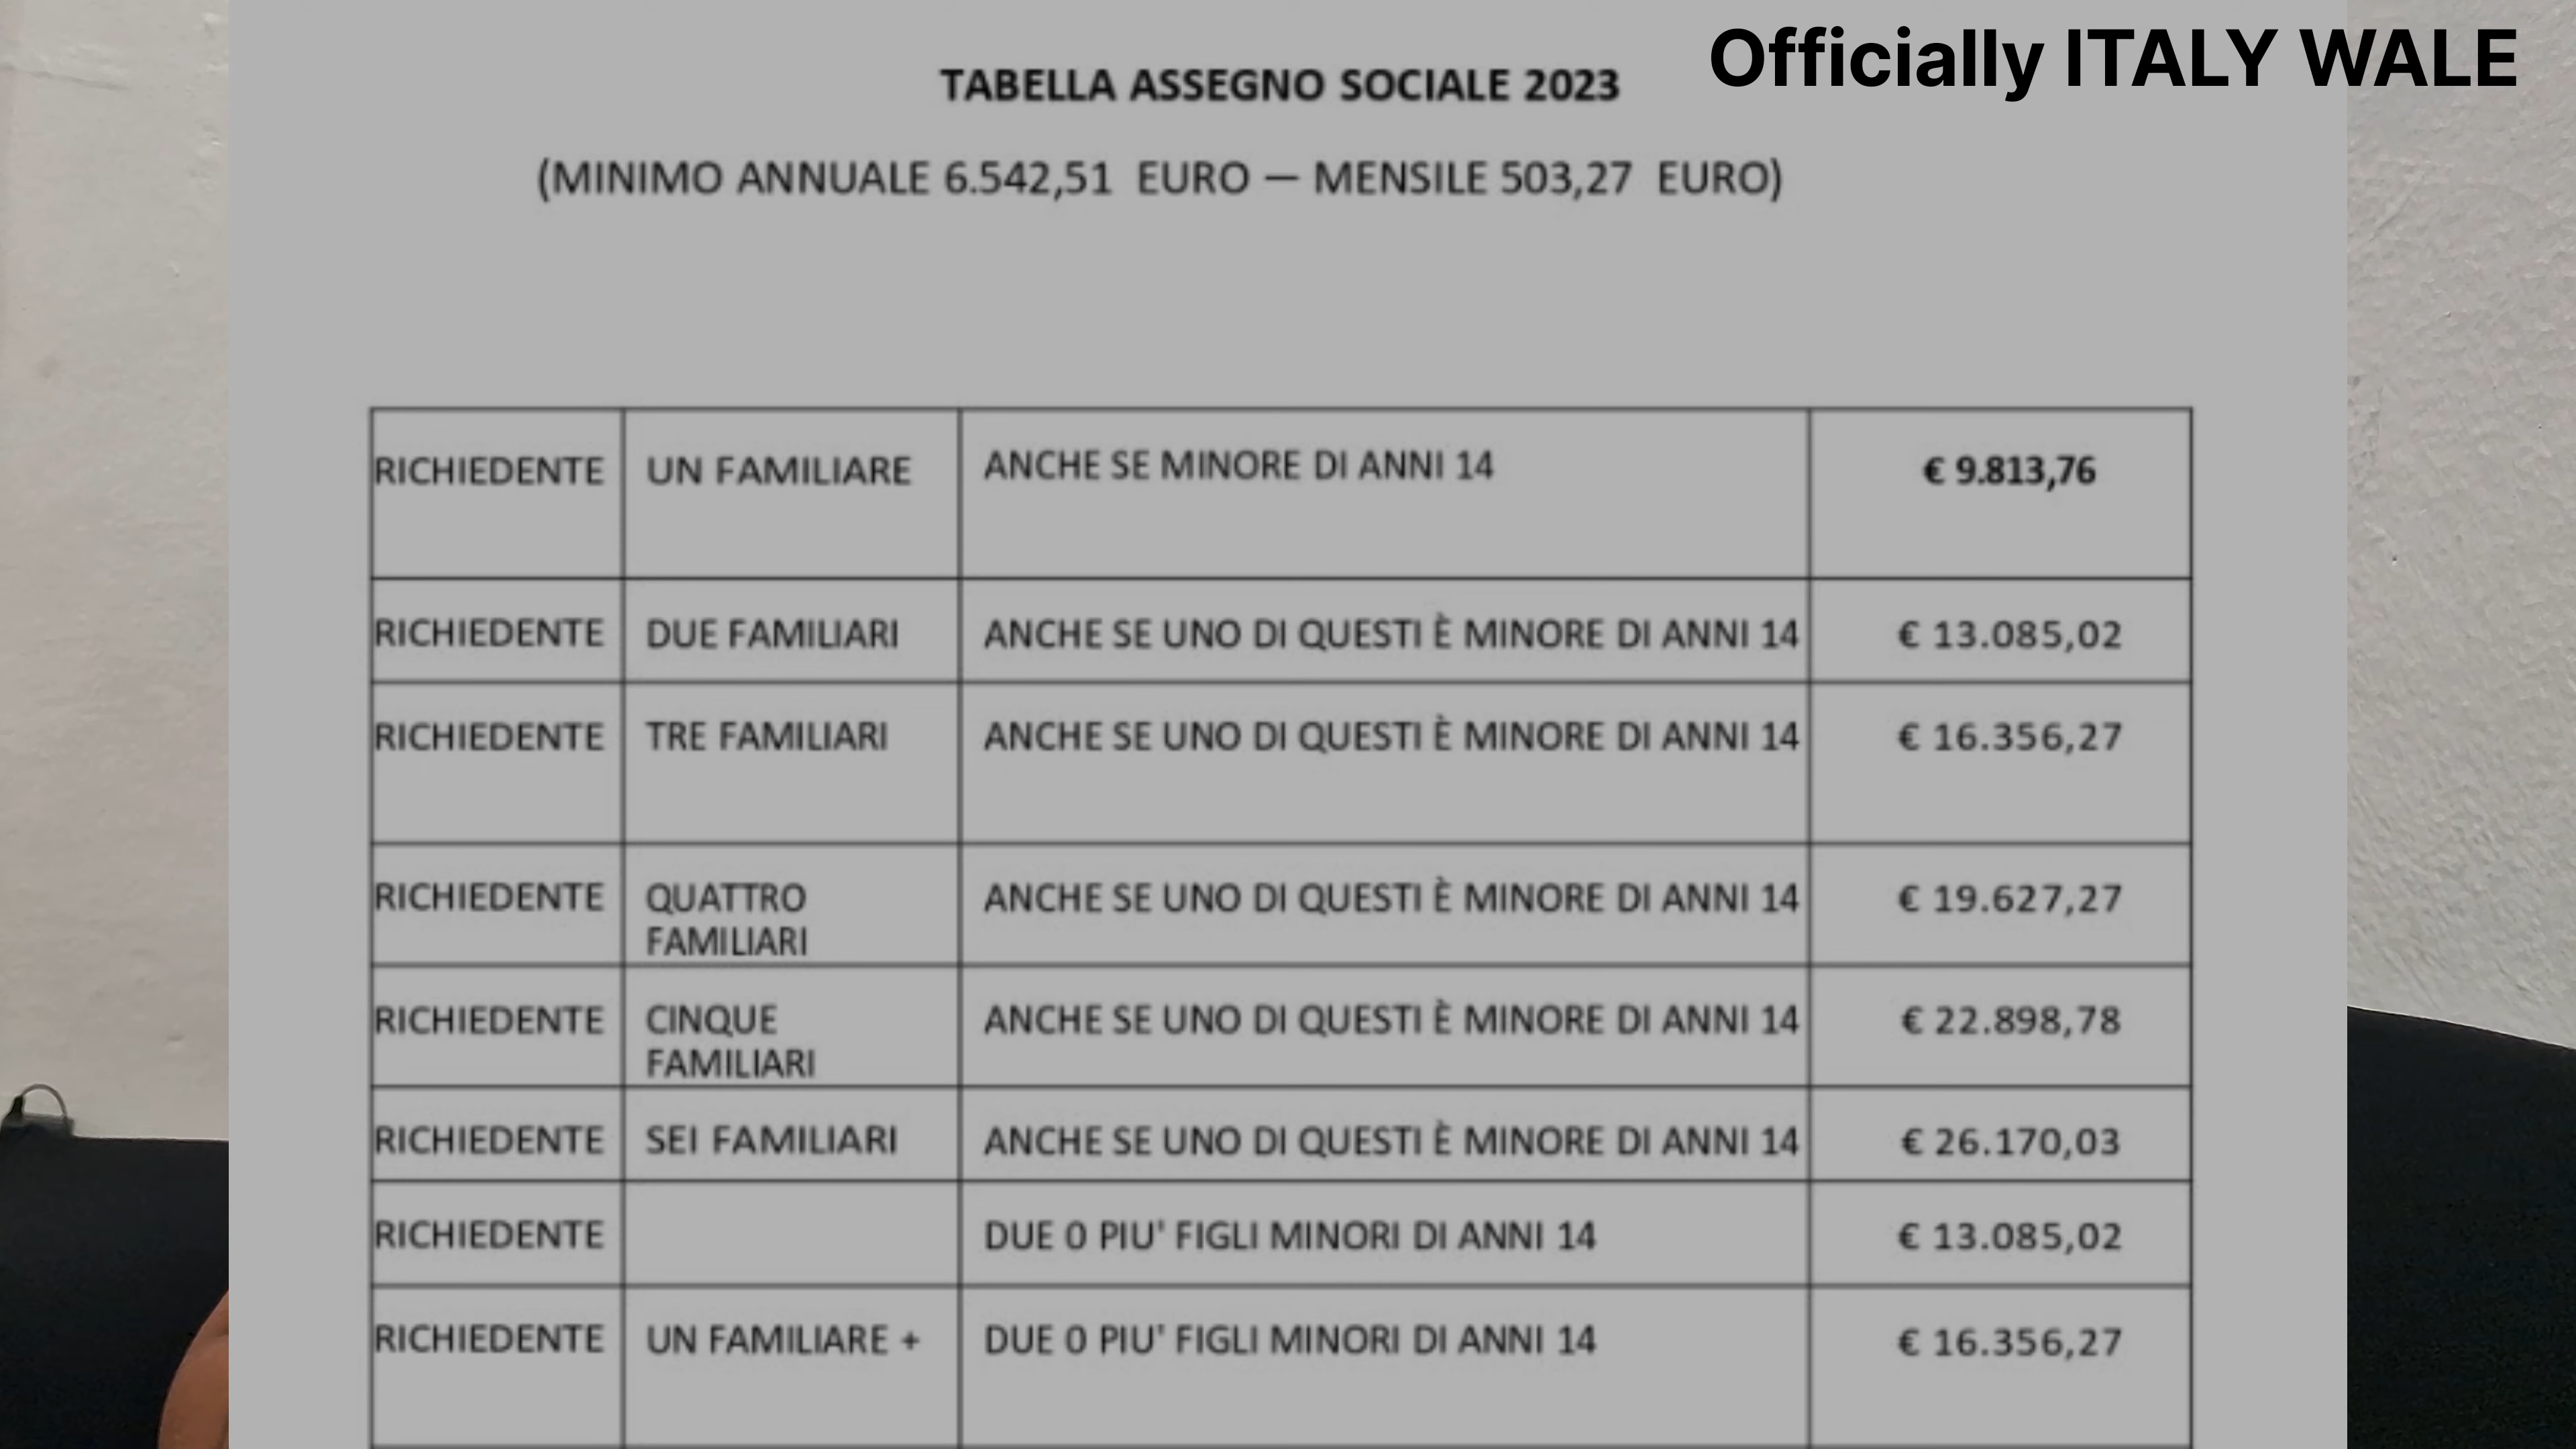 Officially ITALY WALE
TABELLA ASSEGNO SOCIALE 2023
(MINIMO ANNUALE 6.542,51 EURO — MENSILE 503,27 EURO)
RICHIEDENTE UN FAMILIARE ANCHE SE MINORE DI ANNI 14 € 9.813,76
RICHIEDENTE DUE FAMILIARI ANCHE SE UNO DI QUESTI È MINORE DI ANNI 14 € 13.085,02
RICHIEDENTE TRE FAMILIARI ANCHE SE UNO DI QUESTI È MINORE DI ANNI 14 € 16.356,27
RICHIEDENTE QUATTRO ANCHE SE UNO DI QUESTI È MINORE DI ANNI 14 € 19.627,27
FAMILIARI
RICHIEDENTE CINQUE ANCHE SE UNO DI QUESTI È MINORE DI ANNI 14 € 22.898,78
FAMILIARI
RICHIEDENTE SEI FAMILIARI ANCHE SE UNO DI QUESTI È MINORE DI ANNI 14 € 26.170,03
RICHIEDENTE DUE 0 PIU' FIGLI MINORI DI ANNI 14 € 13.085,02
RICHIEDENTE UN FAMILIARE + DUE 0 PIU' FIGLI MINORI DI ANNI 14 € 16.356,27